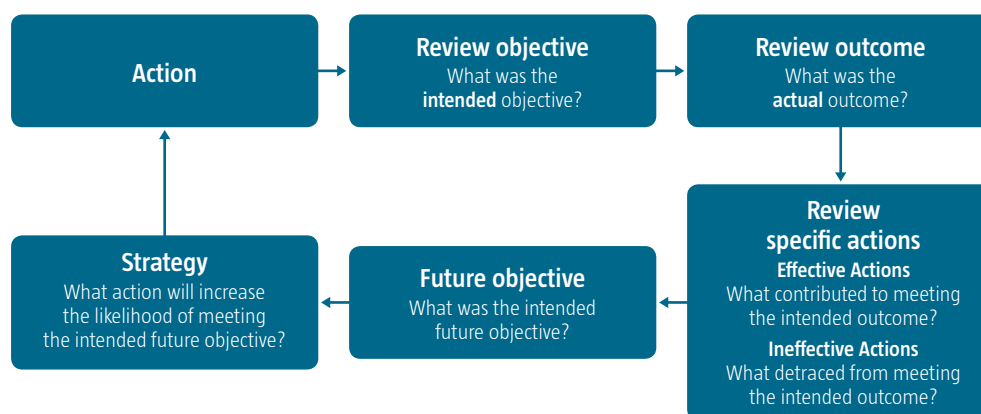 Action
Review objective
What was the
intended objective?
Review outcome
What was the
actual outcome?
Review
specific actions
Effective Actions
What contributed to meeting
the intended outcome?
Ineffective Actions
What detraced from meeting
the intended outcome?
Future objective
What was the intended
future objective?
Strategy
What action will increase
the likelihood of meeting
the intended future objective?